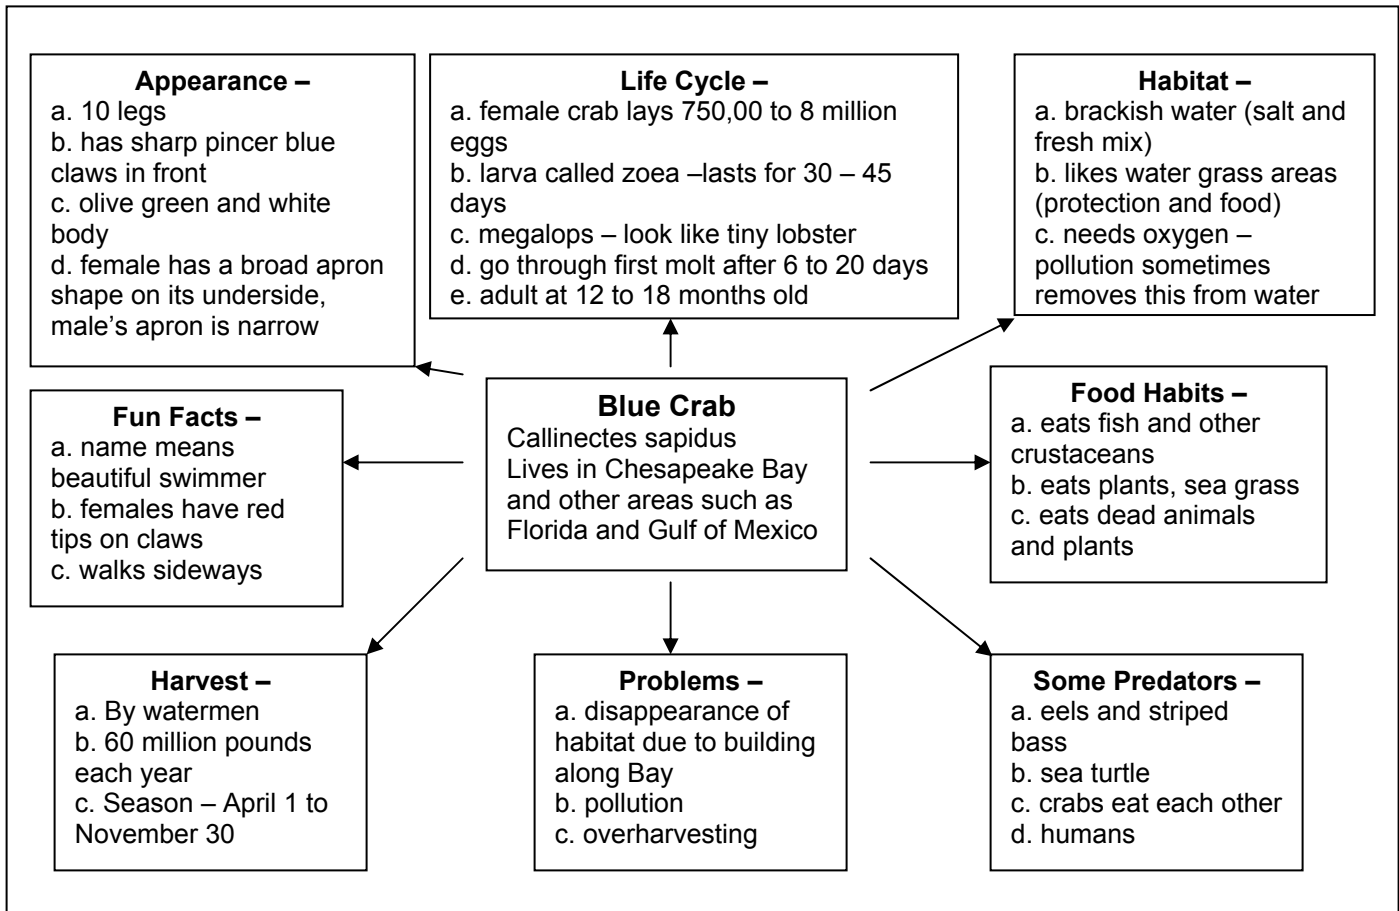 Appearance –
a. 10 legs
b. has sharp pincer blue
claws in front
c. olive green and white
body
d. female has a broad apron
shape on its underside,
male’s apron is narrow
Life Cycle –
a. female crab lays 750,00 to 8 million
eggs
b. larva called zoea –lasts for 30 – 45
days
c. megalops – look like tiny lobster
d. go through first molt after 6 to 20 days
e. adult at 12 to 18 months old
Habitat –
a. brackish water (salt and
fresh mix)
b. likes water grass areas
(protection and food)
c. needs oxygen –
pollution sometimes
removes this from water
Fun Facts –
a. name means
beautiful swimmer
b. females have red
tips on claws
c. walks sideways
Blue Crab
Callinectes sapidus
Lives in Chesapeake Bay
and other areas such as
Florida and Gulf of Mexico
Food Habits –
a. eats fish and other
crustaceans
b. eats plants, sea grass
c. eats dead animals
and plants
Harvest –
a. By watermen
b. 60 million pounds
each year
c. Season – April 1 to
November 30
Problems –
a. disappearance of
habitat due to building
along Bay
b. pollution
c. overharvesting
Some Predators –
a. eels and striped
bass
b. sea turtle
c. crabs eat each other
d. humans